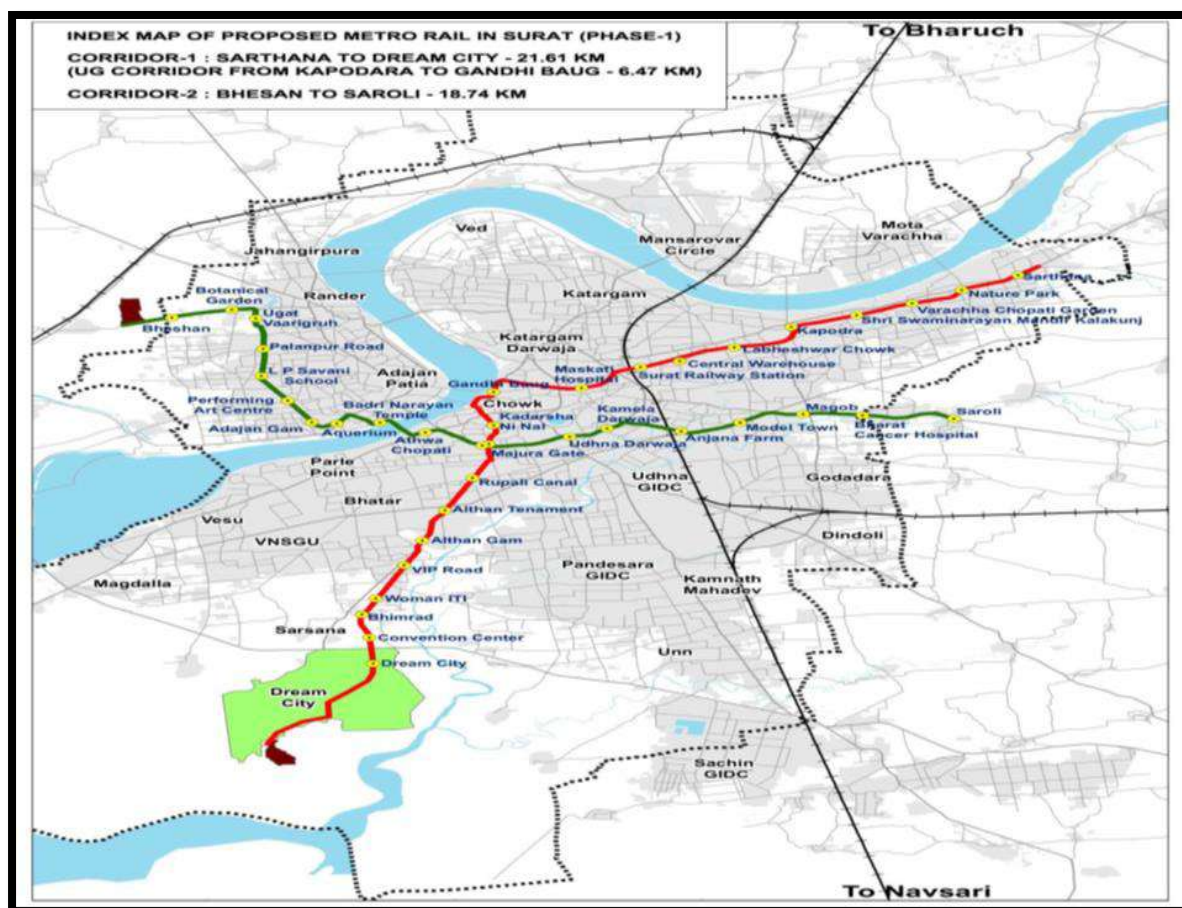 INDEX MAP OF PROPOSED METRO RAIL IN SURAT (PHASE-1)
CORRIDOR-1 : SARTHANA TO DREAM CITY - 21.61 KM
(UG CORRIDOR FROM KAPODARA TO GANDHI BAUG - 6.47 KM)
CORRIDOR-2 : BHESAN TO SAROLI - 18.74 KM
To Bharuch
Ved
Mota
Varachha
Mansarovar
Circle
Jahangirpura
Sarthana
Botanical
Garden
Rander
Katargam
Nature Park
Ugat
Vaarigruh
Varachha Chopati Garden
Shri Swaminarayan Mandir Kalakunj
Bheshan
Kapodra
Palanpur Road
Katargam
Darwaja
Labheshwar Chowk
Central Warehouse
Maskati
Hospital
Surat Railway Station
L P Savani
School
Adajan
Patia
Gandhi Baug
Chowk
Performing
Art Centre
Badri Narayan
Temple
Kadarsha
Ni Nal
Kamela
Darwaja
Magob
Saroli
Adajan Gam
Aquerium
Athwa
Chopati
Model Town
Bharat
Cancer Hospital
Udhna Darwaja
Anjana Farm
Majura Gate
Parle
Point
Rupali Canal
Udhna
GIDC
Godadara
Bhatar
Althan Tenament
Vesu
VNSGU
Althan Gam
Dindoli
VIP Road
Pandesara
GIDC
Magdalla
Kamnath
Mahadev
Woman ITI
Bhimrad
Sarsana
Convention Center
Unn
Dream City
Dream
City
Sachin
GIDC
To Navsari